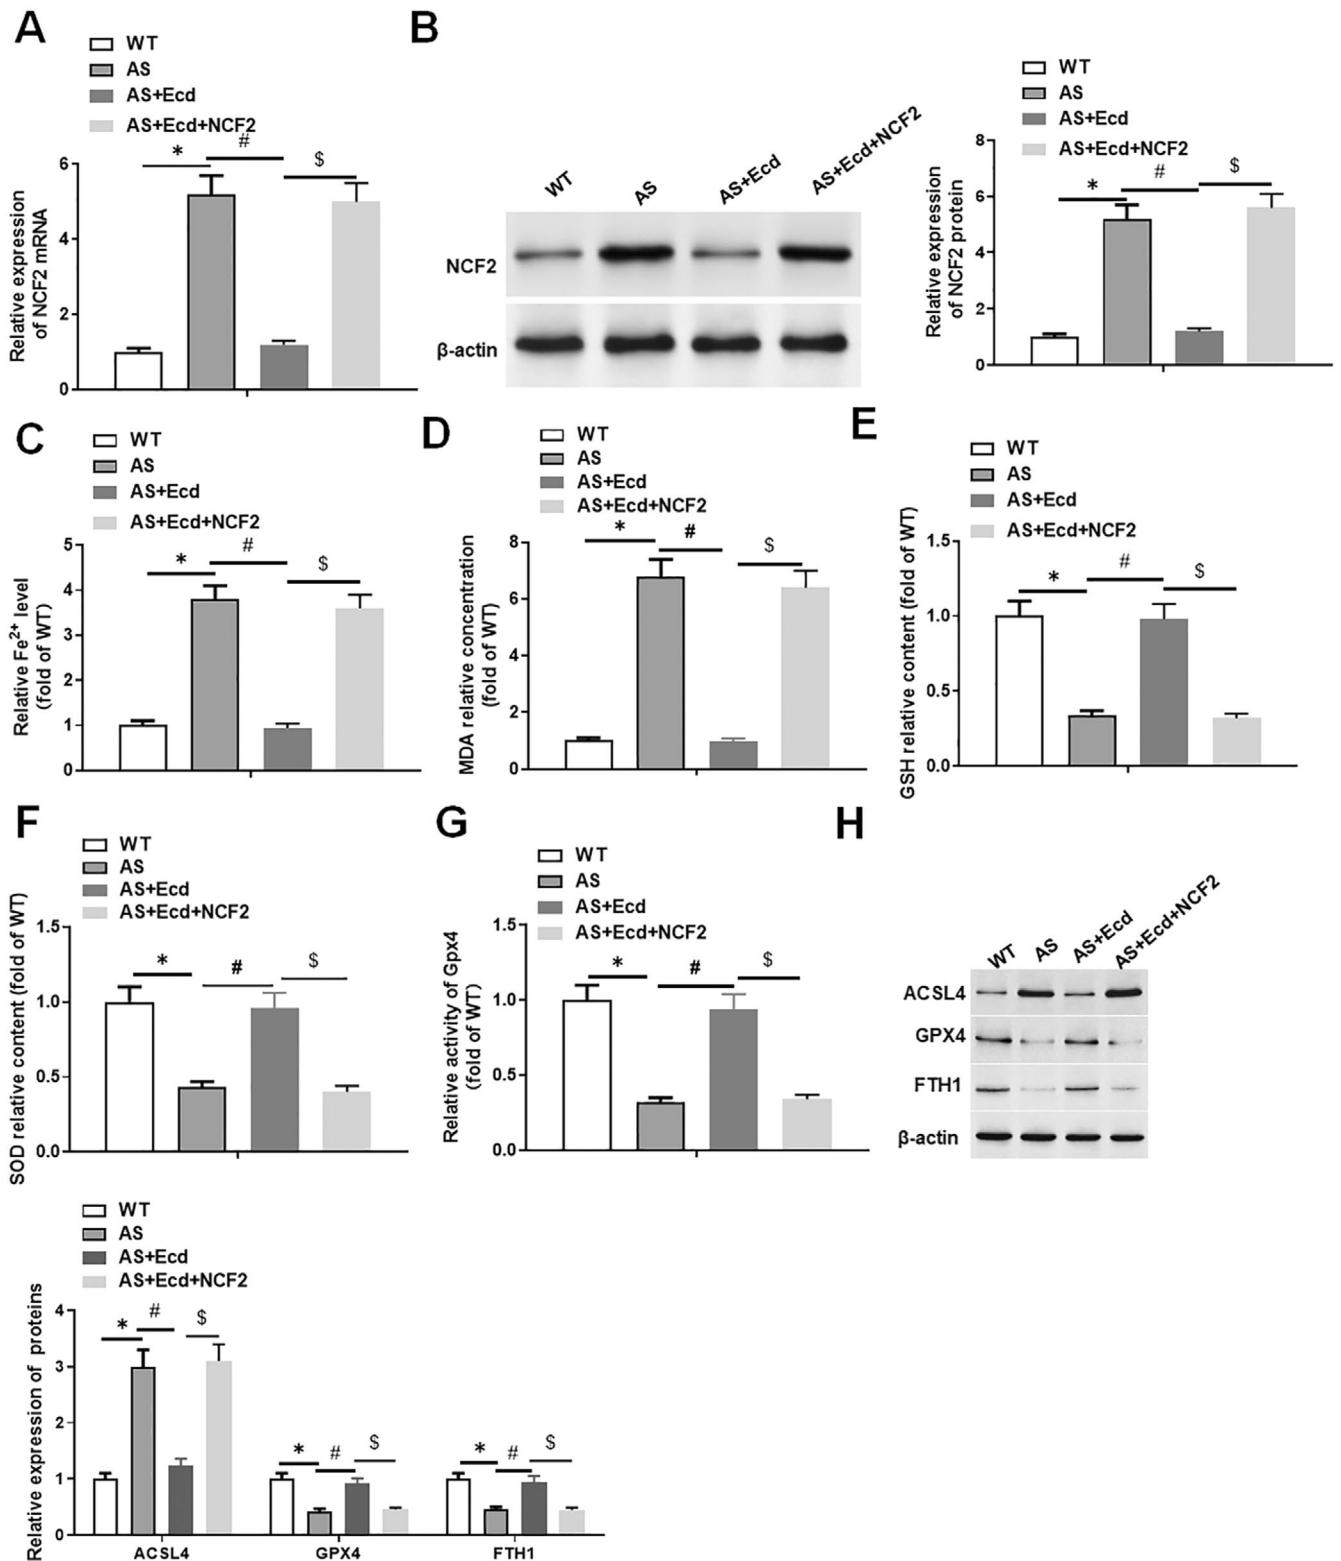 A
WT
AS
AS+Ecd
AS+Ecd+NCF2
* # $
Relative expression
of NCF2 mRNA
6
4
2
0
B
WT AS AS+Ecd AS+Ecd+NCF2
NCF2
β-actin
WT
AS
AS+Ecd
AS+Ecd+NCF2
* # $
Relative expression
of NCF2 protein
8
6
4
2
0
C
WT
AS
AS+Ecd
AS+Ecd+NCF2
* # $
Relative Fe2+ level
(fold of WT)
5
4
3
2
1
0
D
WT
AS
AS+Ecd
AS+Ecd+NCF2
* # $
MDA relative concentration
(fold of WT)
8
6
4
2
0
E
WT
AS
AS+Ecd
AS+Ecd+NCF2
* # $
GSH relative content (fold of WT)
1.5
1.0
0.5
0.0
F
WT
AS
AS+Ecd
AS+Ecd+NCF2
* # $
SOD relative content (fold of WT)
1.5
1.0
0.5
0.0
G
WT
AS
AS+Ecd
AS+Ecd+NCF2
* # $
Relative activity of Gpx4
(fold of WT)
1.5
1.0
0.5
0.0
H
WT AS AS+Ecd AS+Ecd+NCF2
ACSL4
GPX4
FTH1
β-actin
WT
AS
AS+Ecd
AS+Ecd+NCF2
* # $ * # $ * # $
Relative expression of proteins
4
3
2
1
0
ACSL4 GPX4 FTH1